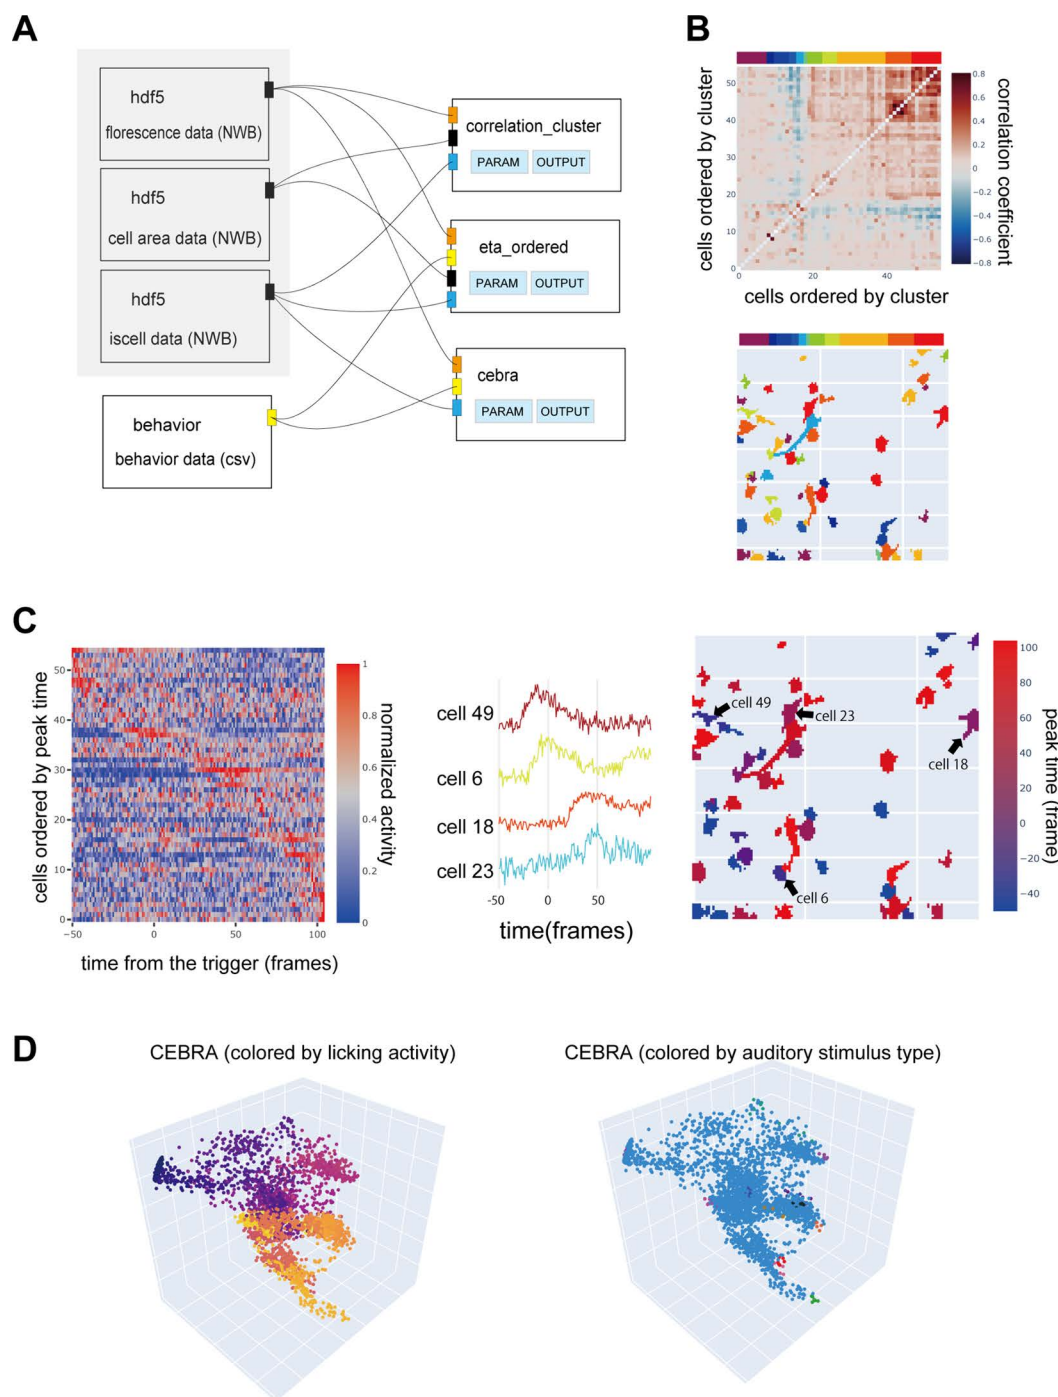 A
hdf5
florescence data (NWB)
hdf5
cell area data (NWB)
hdf5
iscell data (NWB)
behavior
behavior data (csv)
correlation_cluster
PARAM OUTPUT
eta_ordered
PARAM OUTPUT
cebra
PARAM OUTPUT
B
cells ordered by cluster
50
40
30
20
10
0
0 20 40
cells ordered by cluster
0.8
0.6
0.4
0.2
0
−0.2
−0.4
−0.6
−0.8
correlation coefficient
C
cells ordered by peak time
50
40
30
20
10
0
−50 0 50 100
time from the trigger (frames)
1
0.8
0.6
0.4
0.2
0
normalized activity
cell 49
cell 6
cell 18
cell 23
-50 0 50
time(frames)
cell 49
cell 23
cell 18
cell 6
100
80
60
40
20
0
−20
−40
peak time (frame)
D
CEBRA (colored by licking activity)
CEBRA (colored by auditory stimulus type)